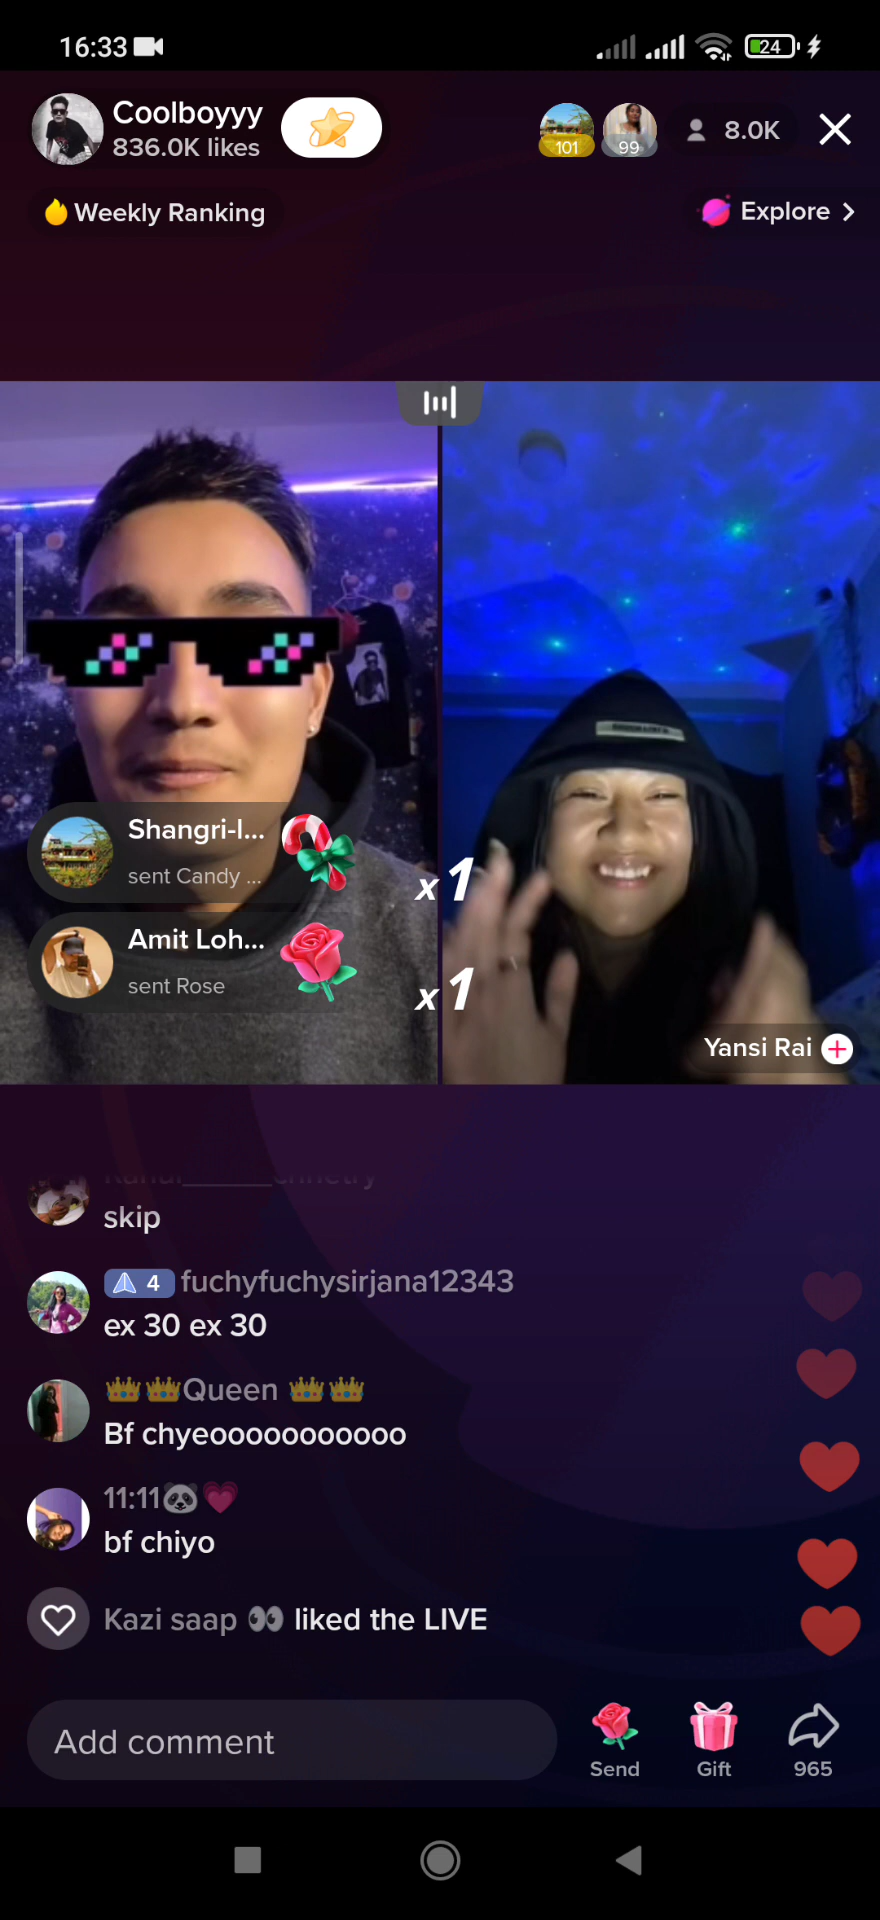 16:33
24
Coolboyyy
836.0K likes
101
99
8.0K
Weekly Ranking
Explore
Shangri-l...
sent Candy ...
x1
Amit Loh...
sent Rose
x1
Yansi Rai
skip
4 fuchyfuchysirjana12343
ex 30 ex 30
👑👑Queen 👑👑
Bf chyeooooooooooo
11:11🐼💗
bf chiyo
Kazi saap 👀 liked the LIVE
Add comment
Send
Gift
965